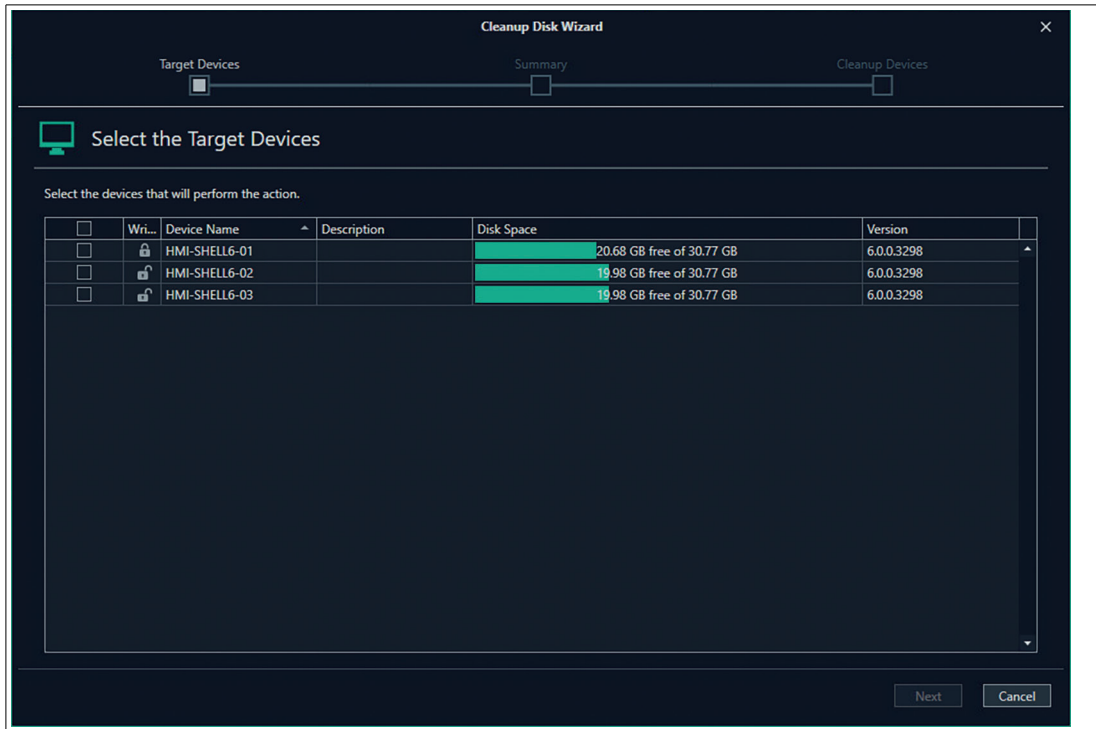 Cleanup Disk Wizard
Target Devices Summary Cleanup Devices
Select the Target Devices
Select the devices that will perform the action.
Wri... Device Name Description Disk Space Version
HMI-SHELL6-01 20.68 GB free of 30.77 GB 6.0.0.3298
HMI-SHELL6-02 19.98 GB free of 30.77 GB 6.0.0.3298
HMI-SHELL6-03 19.98 GB free of 30.77 GB 6.0.0.3298
Next Cancel